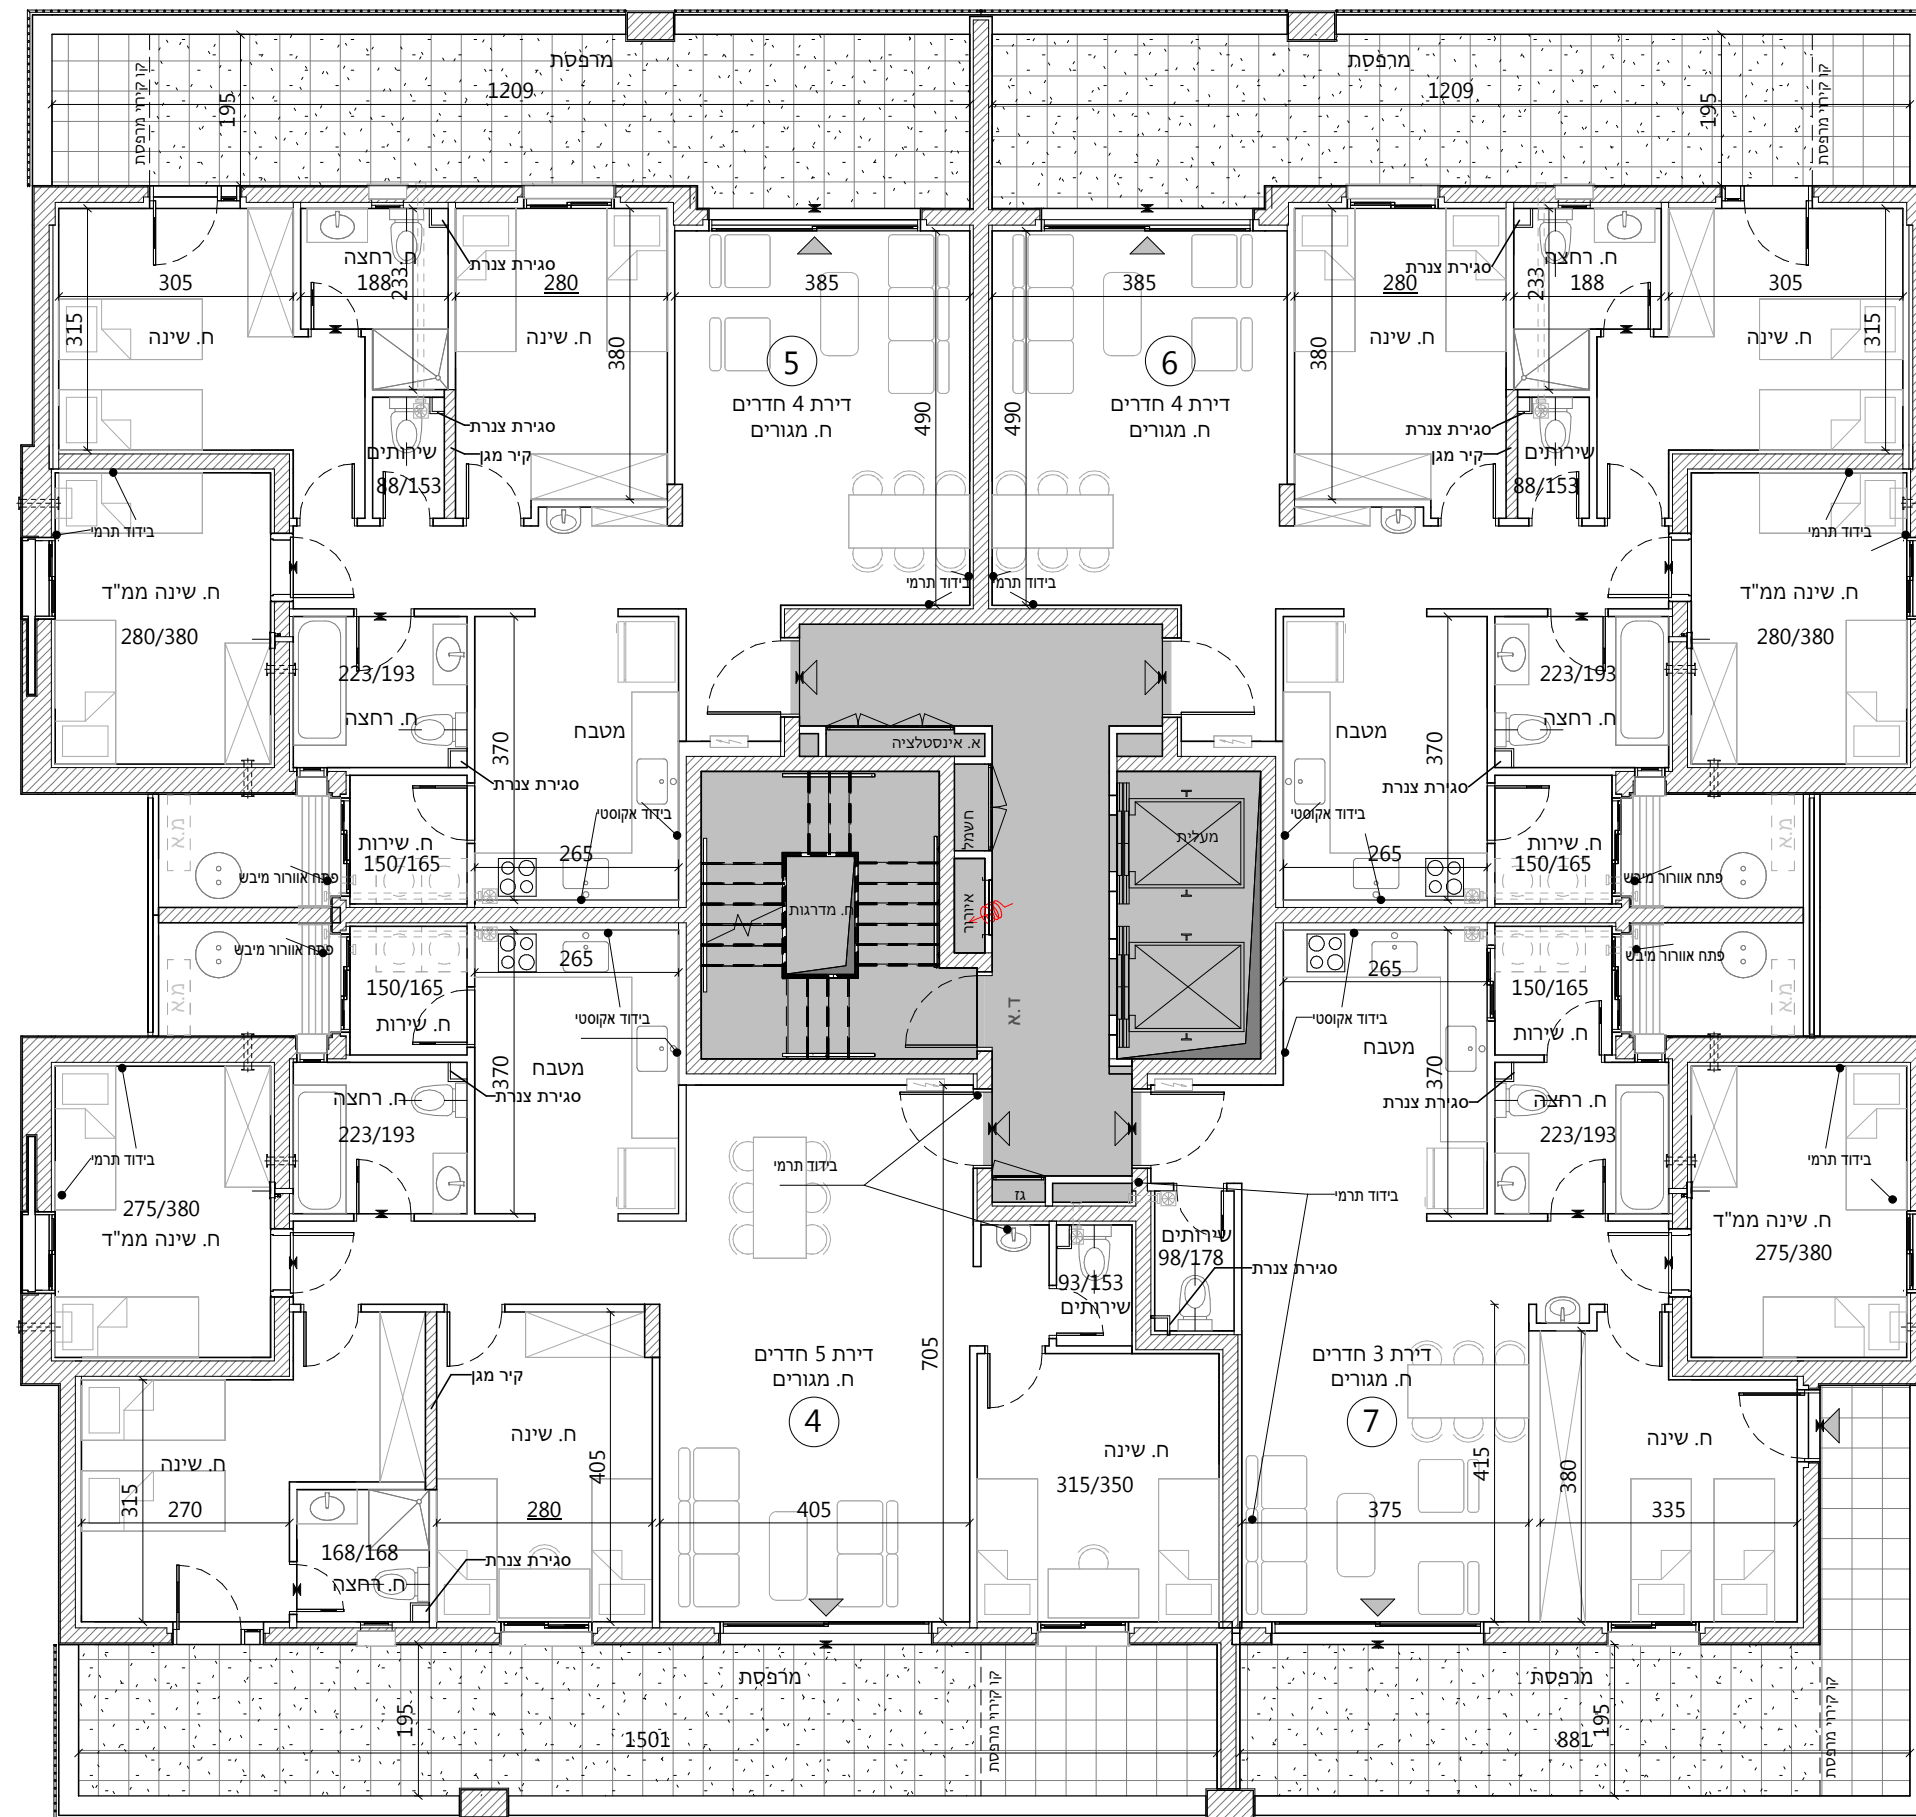 מרפסת
1209
195
קו קירוי מרפסת
מרפסת
1209
195
קו קירוי מרפסת
305
315
ח. שינה
ח. רחצה
188
233
סגירת צנרת
280
ח. שינה
380
385
5
דירת 4 חדרים
ח. מגורים
490
סגירת צנרת
קיר מגן
שירותים
88/153
385
6
דירת 4 חדרים
ח. מגורים
490
280
ח. שינה
380
סגירת צנרת
ח. רחצה
188
233
305
315
ח. שינה
סגירת צנרת
קיר מגן
שירותים
88/153
בידוד תרמי
ח. שינה ממ"ד
280/380
223/193
ח. רחצה
סגירת צנרת
מטבח
370
בידוד אקוסטי
265
ח. שירות
150/165
פתח אוורור מיבש
מ.א
בידוד תרמי
בידוד תרמי
א. אינסטלציה
חשמל
איורור
ח. מדרגות
מעלית
ד.א
גז
מטבח
370
בידוד אקוסטי
265
223/193
ח. רחצה
סגירת צנרת
ח. שירות
150/165
פתח אוורור מיבש
מ.א
בידוד תרמי
ח. שינה ממ"ד
280/380
פתח אוורור מיבש
מ.א
150/165
ח. שירות
265
בידוד אקוסטי
מטבח
370
סגירת צנרת
ח. רחצה
223/193
בידוד תרמי
275/380
ח. שינה ממ"ד
265
בידוד אקוסטי
מטבח
370
150/165
ח. שירות
פתח אוורור מיבש
מ.א
סגירת צנרת
ח. רחצה
223/193
בידוד תרמי
ח. שינה ממ"ד
275/380
בידוד תרמי
בידוד תרמי
שירותים
98/178
סגירת צנרת
93/153
שירותים
705
דירת 5 חדרים
ח. מגורים
4
405
קיר מגן
ח. שינה
405
280
ח. שינה
315
270
168/168
ח. רחצה
סגירת צנרת
ח. שינה
315/350
דירת 3 חדרים
ח. מגורים
7
415
375
380
ח. שינה
335
מרפסת
195
1501
קו קירוי מרפסת
מרפסת
195
881
קו קירוי מרפסת